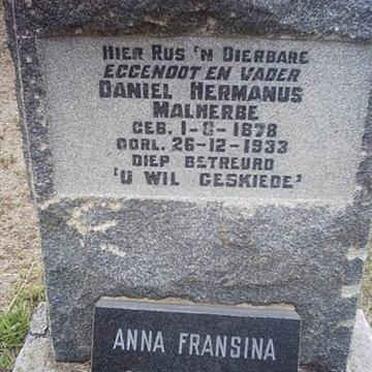 HIER RUS 'N DIERBARE
EGGENOOT EN VADER
DANIEL HERMANUS
MALHERBE
GEB. 1-8-1878
OORL. 26-12-1933
DIEP BETREURD
'U WIL GESKIEDE'
ANNA FRANSINA